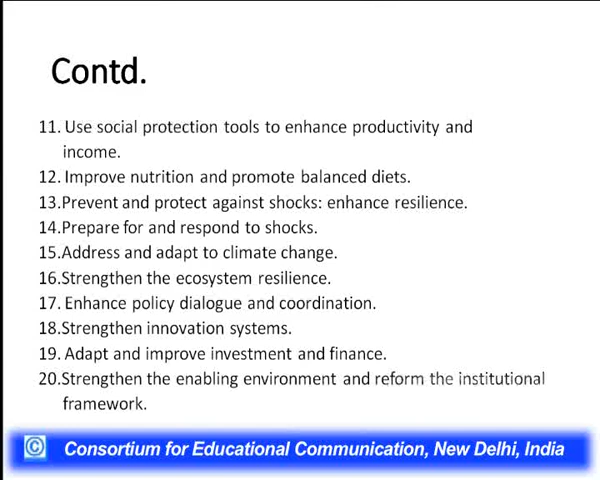 Contd.
11. Use social protection tools to enhance productivity and
income.
12. Improve nutrition and promote balanced diets.
13.Prevent and protect against shocks: enhance resilience.
14.Prepare for and respond to shocks.
15.Address and adapt to climate change.
16.Strengthen the ecosystem resilience.
17. Enhance policy dialogue and coordination.
18.Strengthen innovation systems.
19. Adapt and improve investment and finance.
20.Strengthen the enabling environment and reform the institutional
framework.
© Consortium for Educational Communication, New Delhi, India